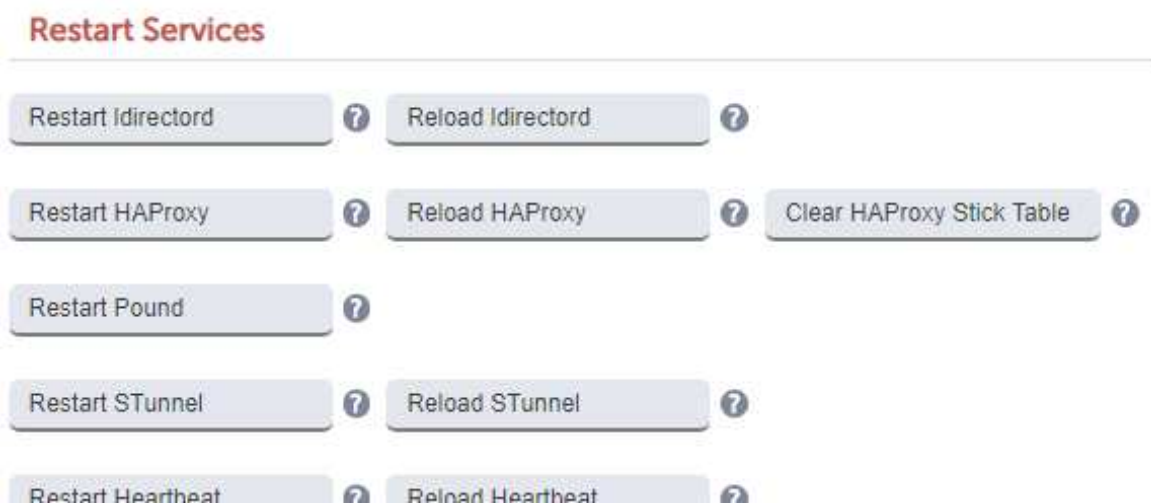 Restart Services
Restart ldirectord ? Reload ldirectord ?
Restart HAProxy ? Reload HAProxy ? Clear HAProxy Stick Table ?
Restart Pound ?
Restart STunnel ? Reload STunnel ?
Restart Heartbeat ? Reload Heartbeat ?